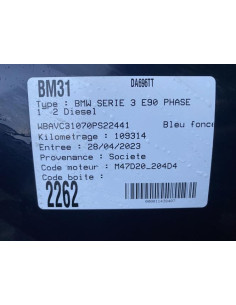 BM31 DA696TT
Type : BMW SERIE 3 E90 PHASE
1 -2 Diesel
WBAVC31070PS22441 Bleu fonc
Kilometrage : 109314
Entree : 28/04/2023
Provenance : Societe
Code moteur : M47D20_204D4
Code boite :
2262